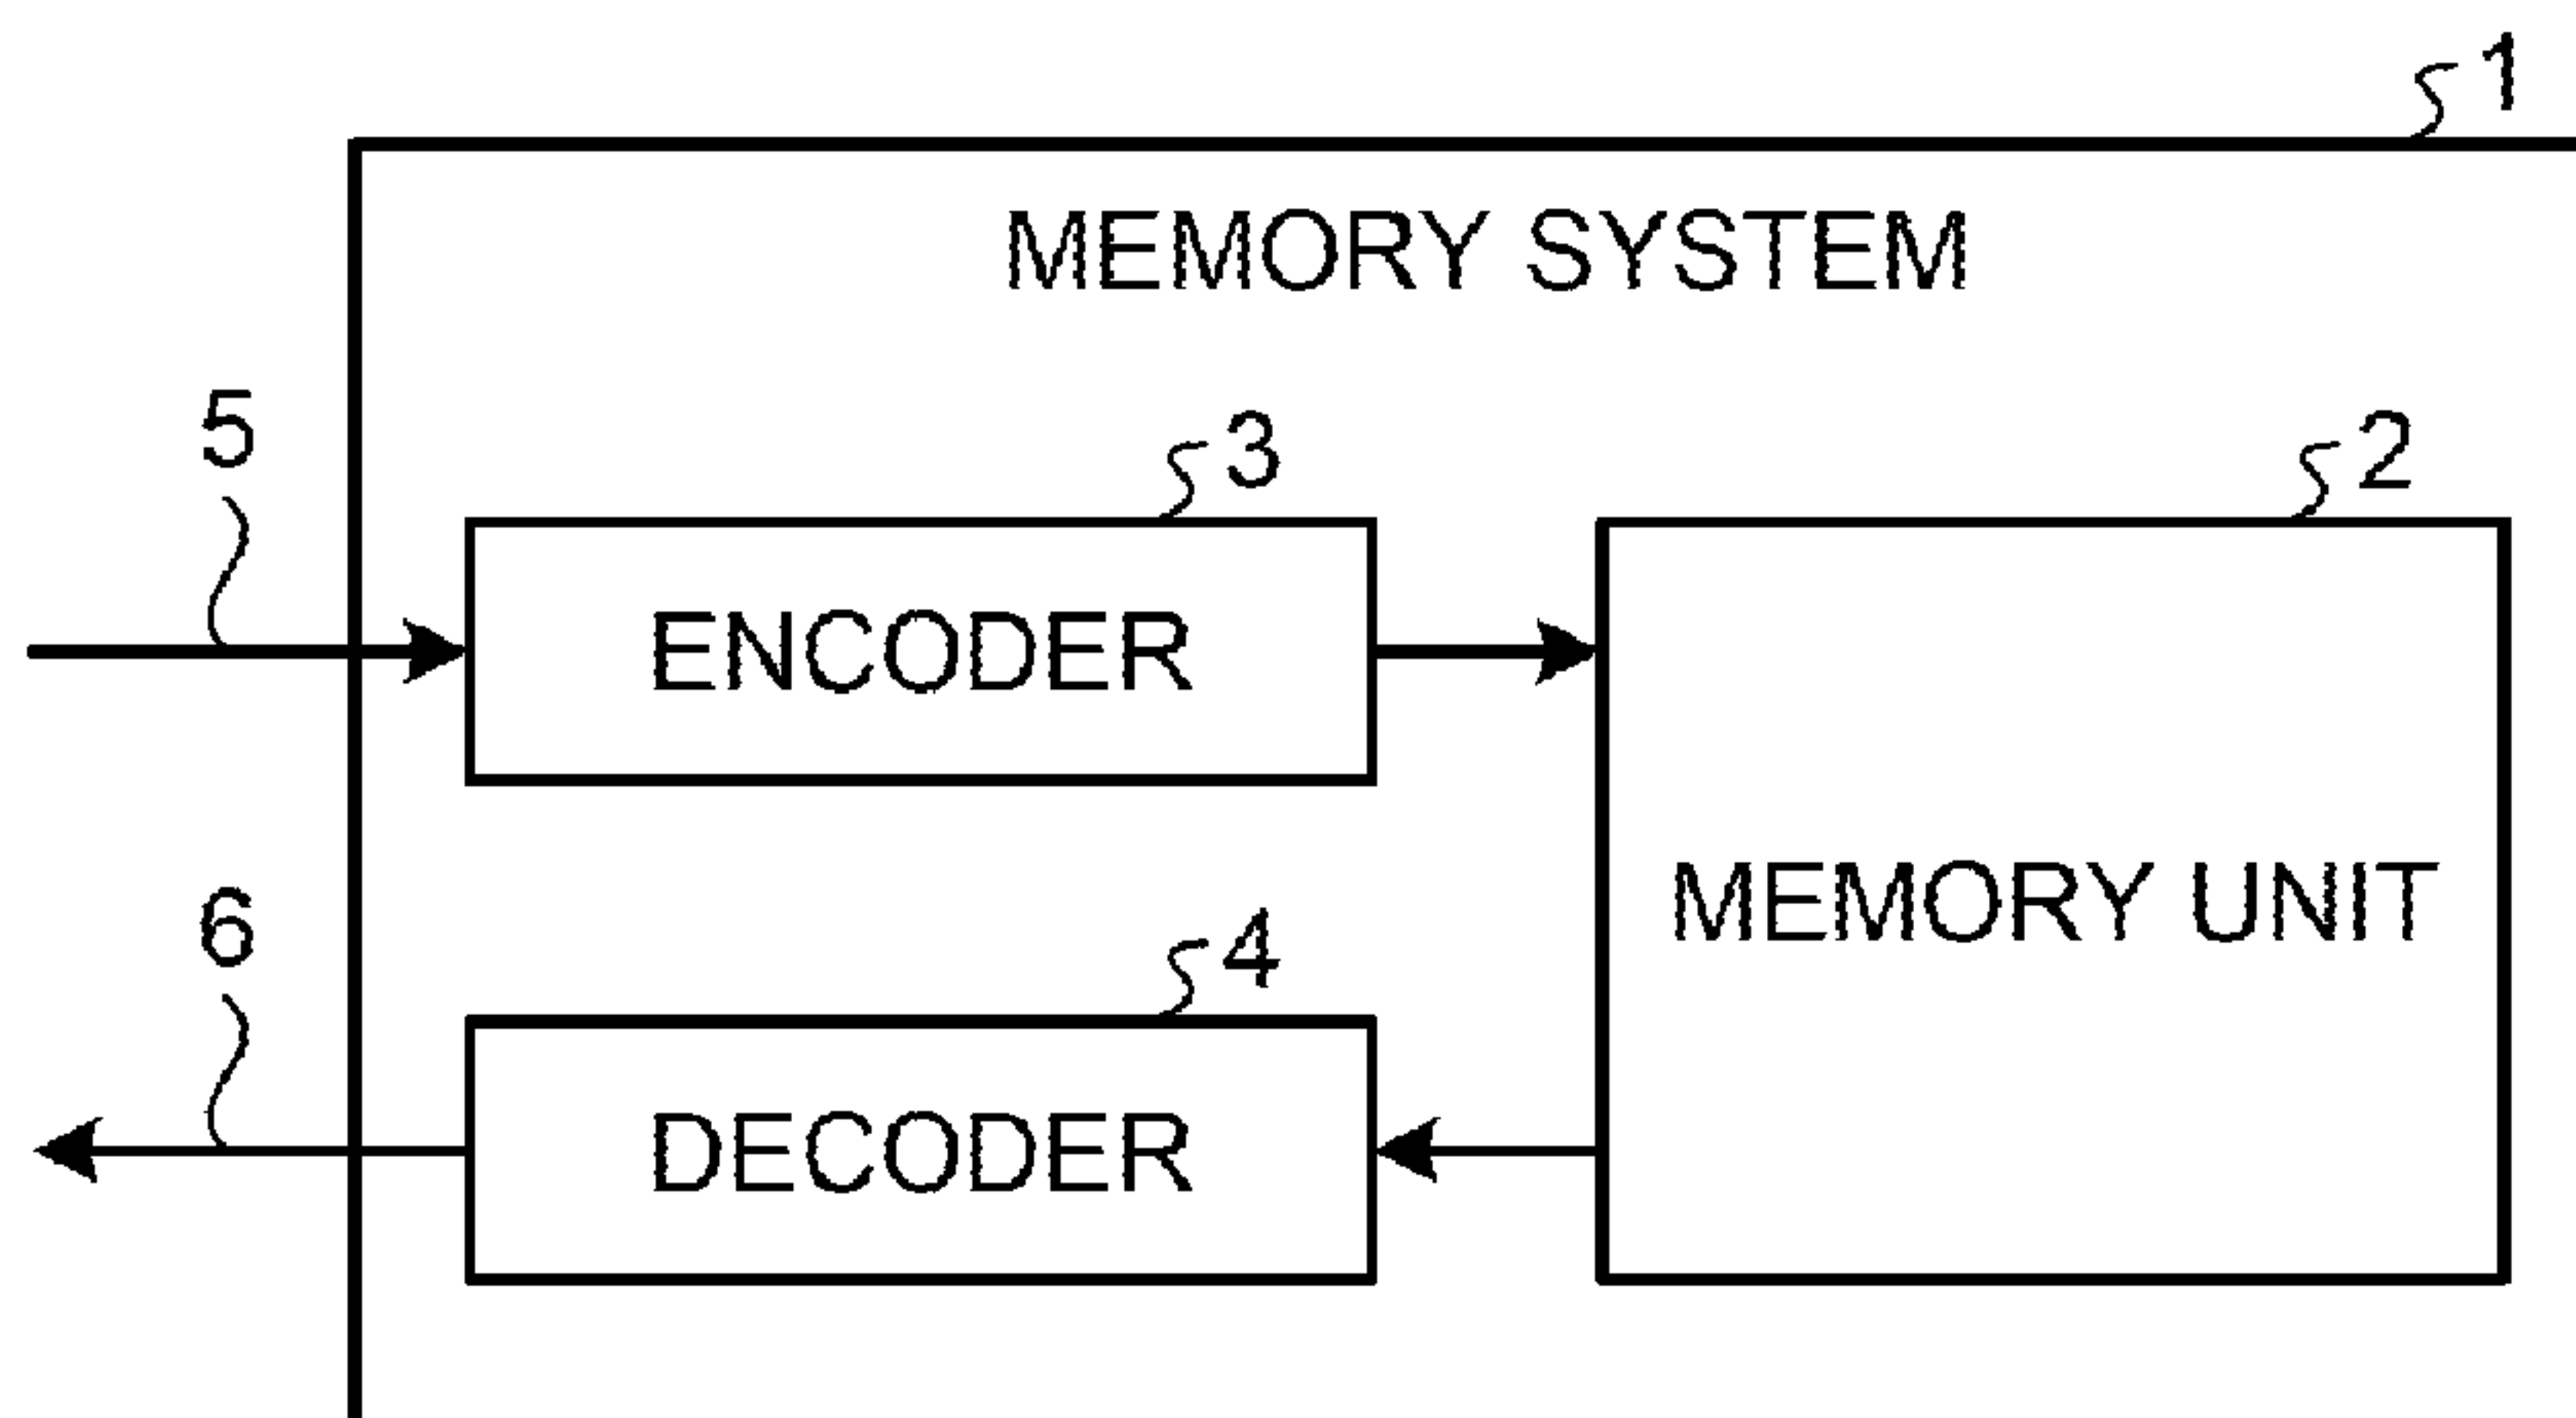 1
MEMORY SYSTEM
5
3
2
ENCODER
MEMORY UNIT
6
4
DECODER